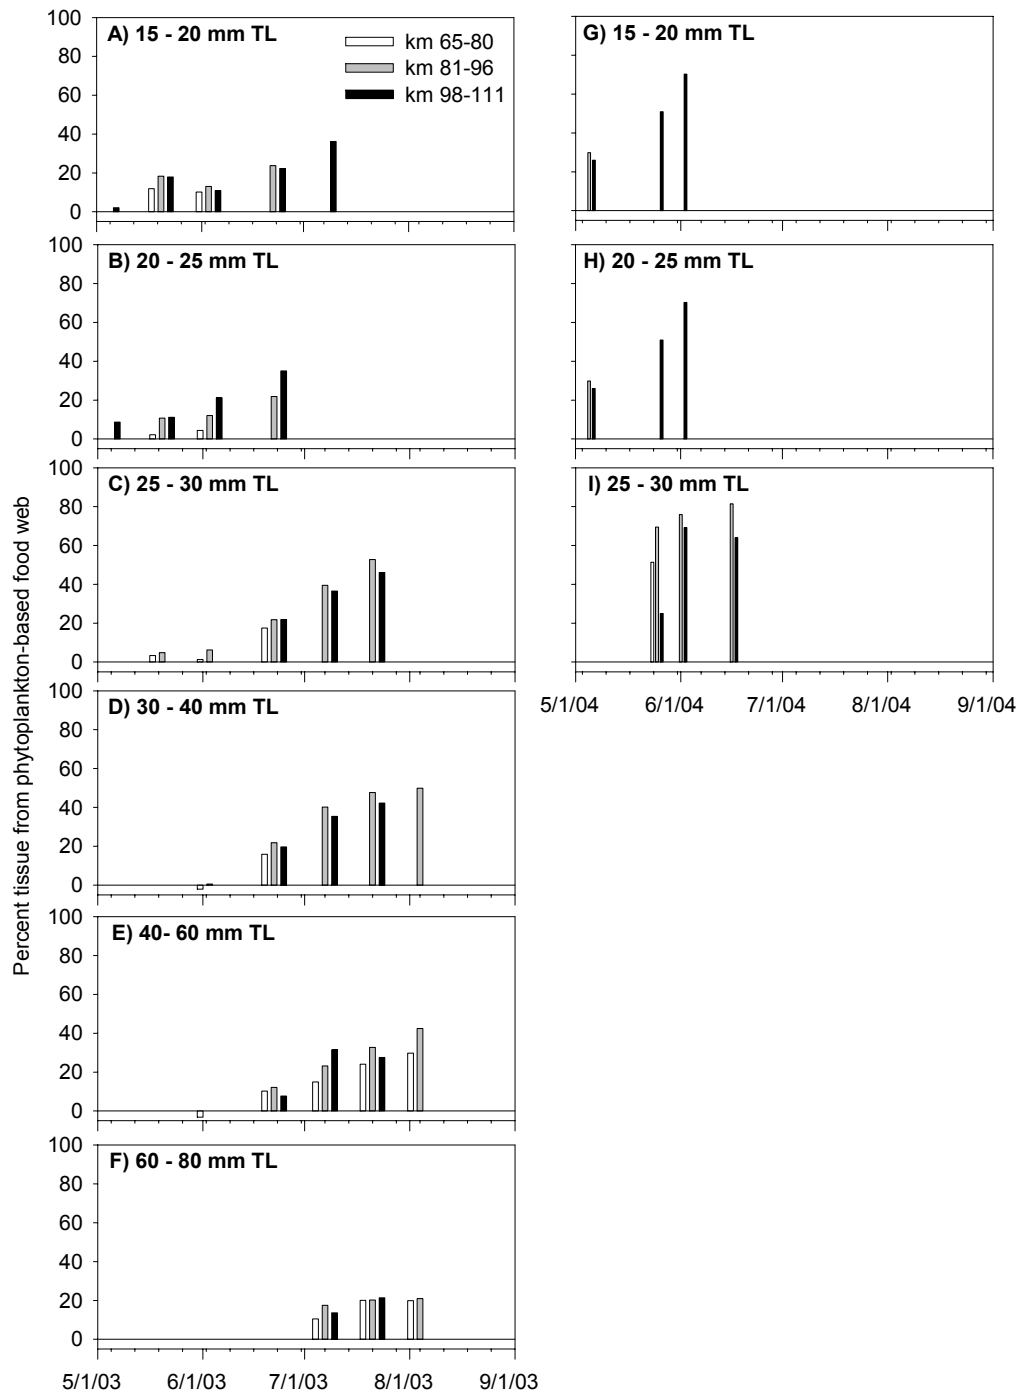 Percent tissue from phytoplankton-based food web
A) 15 - 20 mm TL
km 65-80
km 81-96
km 98-111
100
80
60
40
20
0
B) 20 - 25 mm TL
100
80
60
40
20
0
C) 25 - 30 mm TL
100
80
60
40
20
0
D) 30 - 40 mm TL
100
80
60
40
20
0
E) 40- 60 mm TL
100
80
60
40
20
0
F) 60 - 80 mm TL
100
80
60
40
20
0
5/1/03 6/1/03 7/1/03 8/1/03 9/1/03
G) 15 - 20 mm TL
H) 20 - 25 mm TL
I) 25 - 30 mm TL
5/1/04 6/1/04 7/1/04 8/1/04 9/1/04